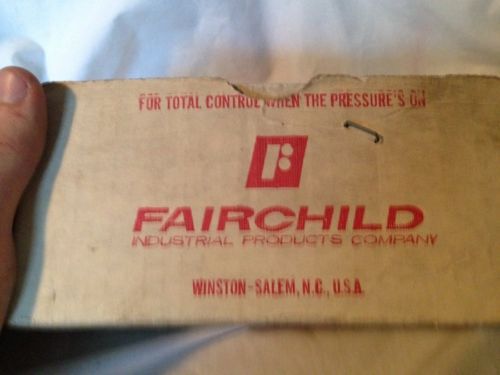 FOR TOTAL CONTROL WHEN THE PRESSURE'S ON
FAIRCHILD
INDUSTRIAL PRODUCTS COMPANY
WINSTON-SALEM, N.C., U.S.A.